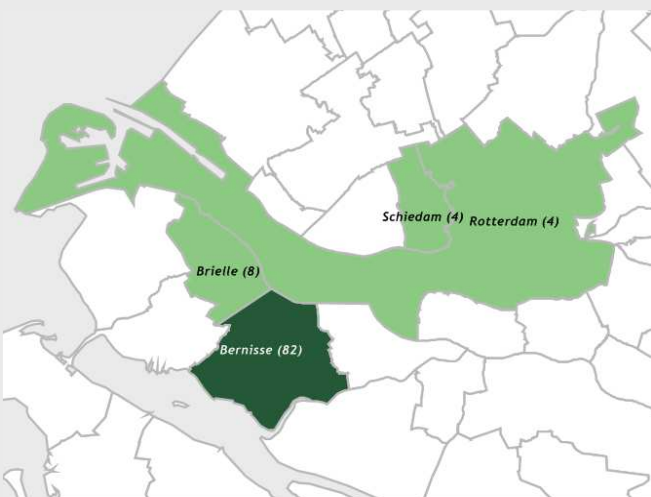 Schiedam (4)
Rotterdam (4)
Brielle (8)
Bernisse (82)